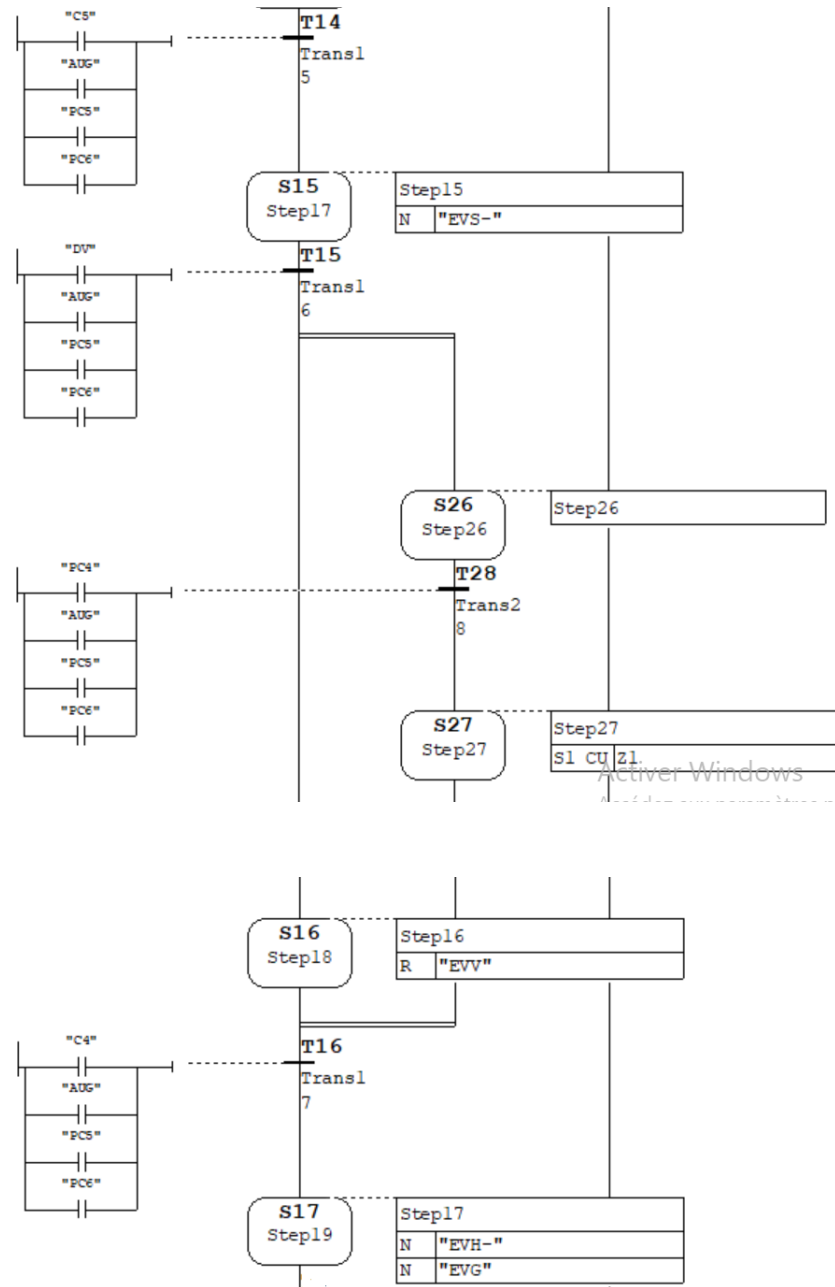 "C5"
T14
Trans1
5
"AUG"
"PC5"
"PC6"
S15
Step17
Step15
N "EVS-"
"DV"
T15
Trans1
6
"AUG"
"PC5"
"PC6"
S26
Step26
Step26
"PC4"
T28
Trans2
8
"AUG"
"PC5"
"PC6"
S27
Step27
Step27
S1 CU Z1
Activer Windows
S16
Step18
Step16
R "EVV"
"C4"
T16
Trans1
7
"AUG"
"PC5"
"PC6"
S17
Step19
Step17
N "EVH-"
N "EVG"